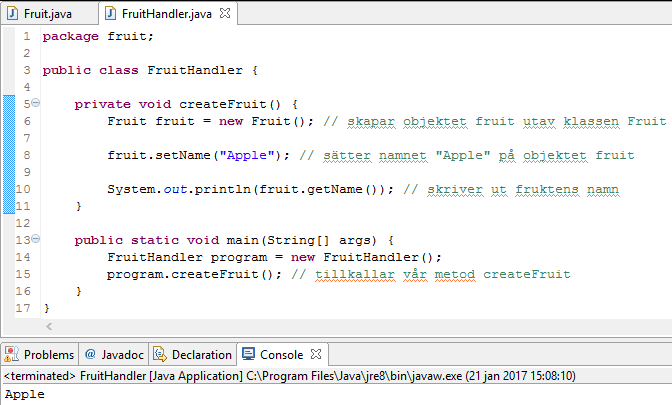 Fruit.java FruitHandler.java
1 package fruit;
2
3 public class FruitHandler {
4
5 private void createFruit() {
6 Fruit fruit = new Fruit(); // skapar objektet fruit utav klassen Fruit
7
8 fruit.setName("Apple"); // sätter namnet "Apple" på objektet fruit
9
10 System.out.println(fruit.getName()); // skriver ut fruktens namn
11 }
12
13 public static void main(String[] args) {
14 FruitHandler program = new FruitHandler();
15 program.createFruit(); // tillkallar vår metod createFruit
16 }
17 }
Problems @ Javadoc Declaration Console
<terminated> FruitHandler [Java Application] C:\Program Files\Java\jre8\bin\javaw.exe (21 jan 2017 15:08:10)
Apple